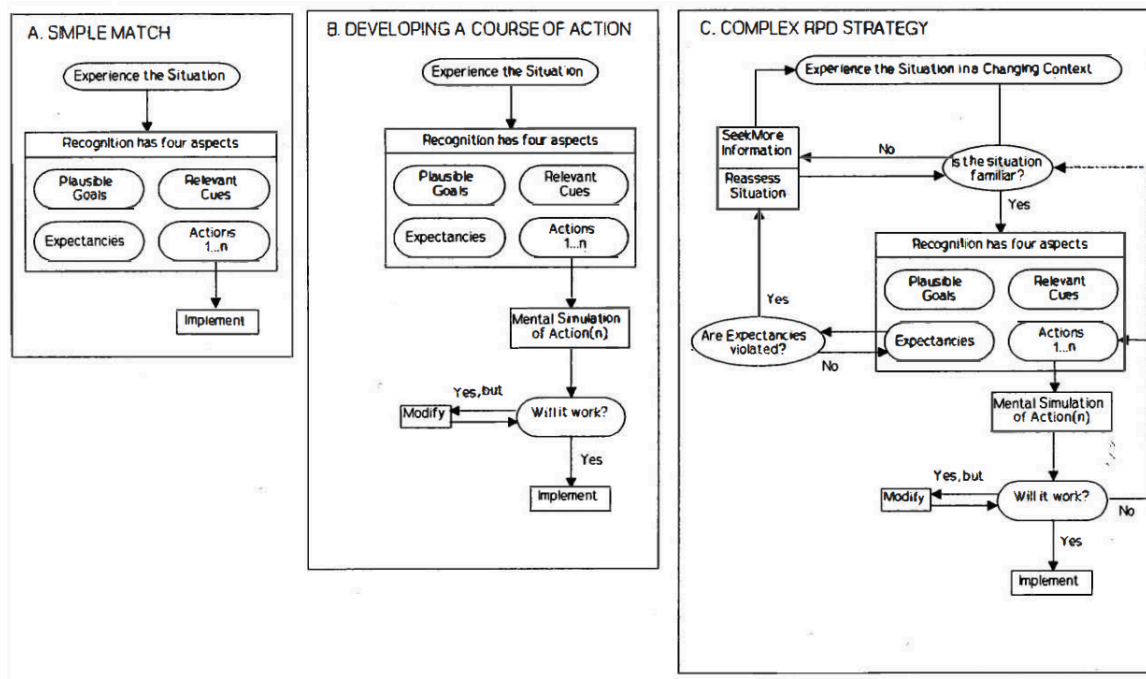 A. SIMPLE MATCH
Experience the Situation
Recognition has four aspects
Plausible
Goals
Relevant
Cues
Expectancies
Actions
1...n
Implement
B. DEVELOPING A COURSE OF ACTION
Experience the Situation
Recognition has four aspects
Plausible
Goals
Relevant
Cues
Expectancies
Actions
1...n
Mental Simulation
of Action(n)
Yes, but
Modify
Will it work?
Yes
Implement
C. COMPLEX RPD STRATEGY
Experience the Situation in a Changing Context
Seek More
Information
Reassess
Situation
No
Is the situation
familiar?
Yes
Recognition has four aspects
Plausible
Goals
Relevant
Cues
Yes
Are Expectancies
violated?
No
Expectancies
Actions
1...n
Mental Simulation
of Action(n)
Yes, but
Modify
Will it work?
No
Yes
Implement